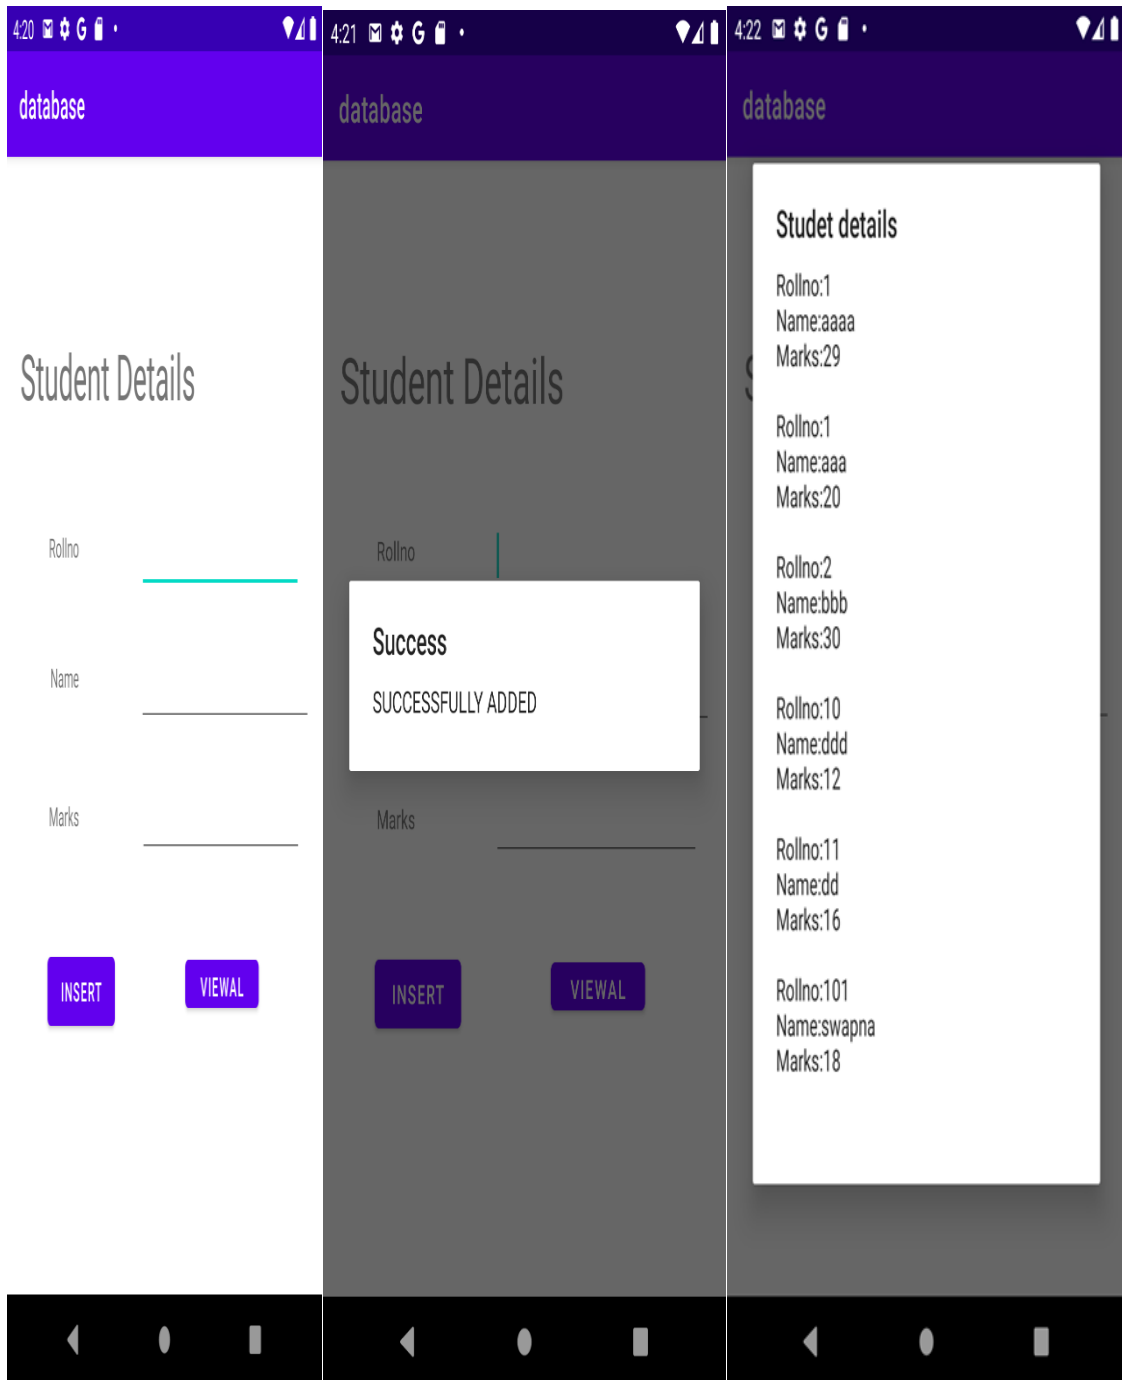 4:20
database
Student Details
Rollno
Name
Marks
INSERT
VIEWAL
4:21
database
Student Details
Rollno
Success
SUCCESSFULLY ADDED
Marks
INSERT
VIEWAL
4:22
database
Studet details
Rollno:1
Name:aaaa
Marks:29
Rollno:1
Name:aaa
Marks:20
Rollno:2
Name:bbb
Marks:30
Rollno:10
Name:ddd
Marks:12
Rollno:11
Name:dd
Marks:16
Rollno:101
Name:swapna
Marks:18